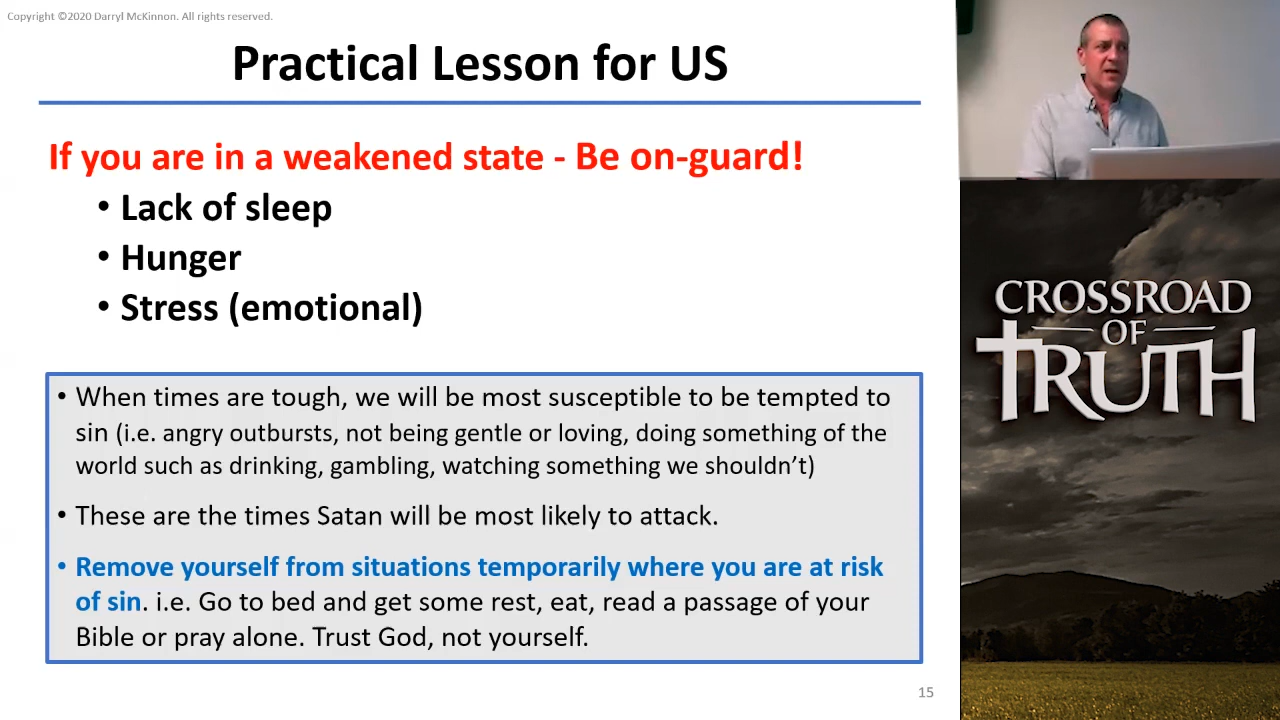 Copyright ©2020 Darryl McKinnon. All rights reserved.
Practical Lesson for US
If you are in a weakened state - Be on-guard!
• Lack of sleep
• Hunger
• Stress (emotional)
• When times are tough, we will be most susceptible to be tempted to
sin (i.e. angry outbursts, not being gentle or loving, doing something of the
world such as drinking, gambling, watching something we shouldn’t)
• These are the times Satan will be most likely to attack.
• Remove yourself from situations temporarily where you are at risk
of sin. i.e. Go to bed and get some rest, eat, read a passage of your
Bible or pray alone. Trust God, not yourself.
15
CROSSROAD
OF
TRUTH